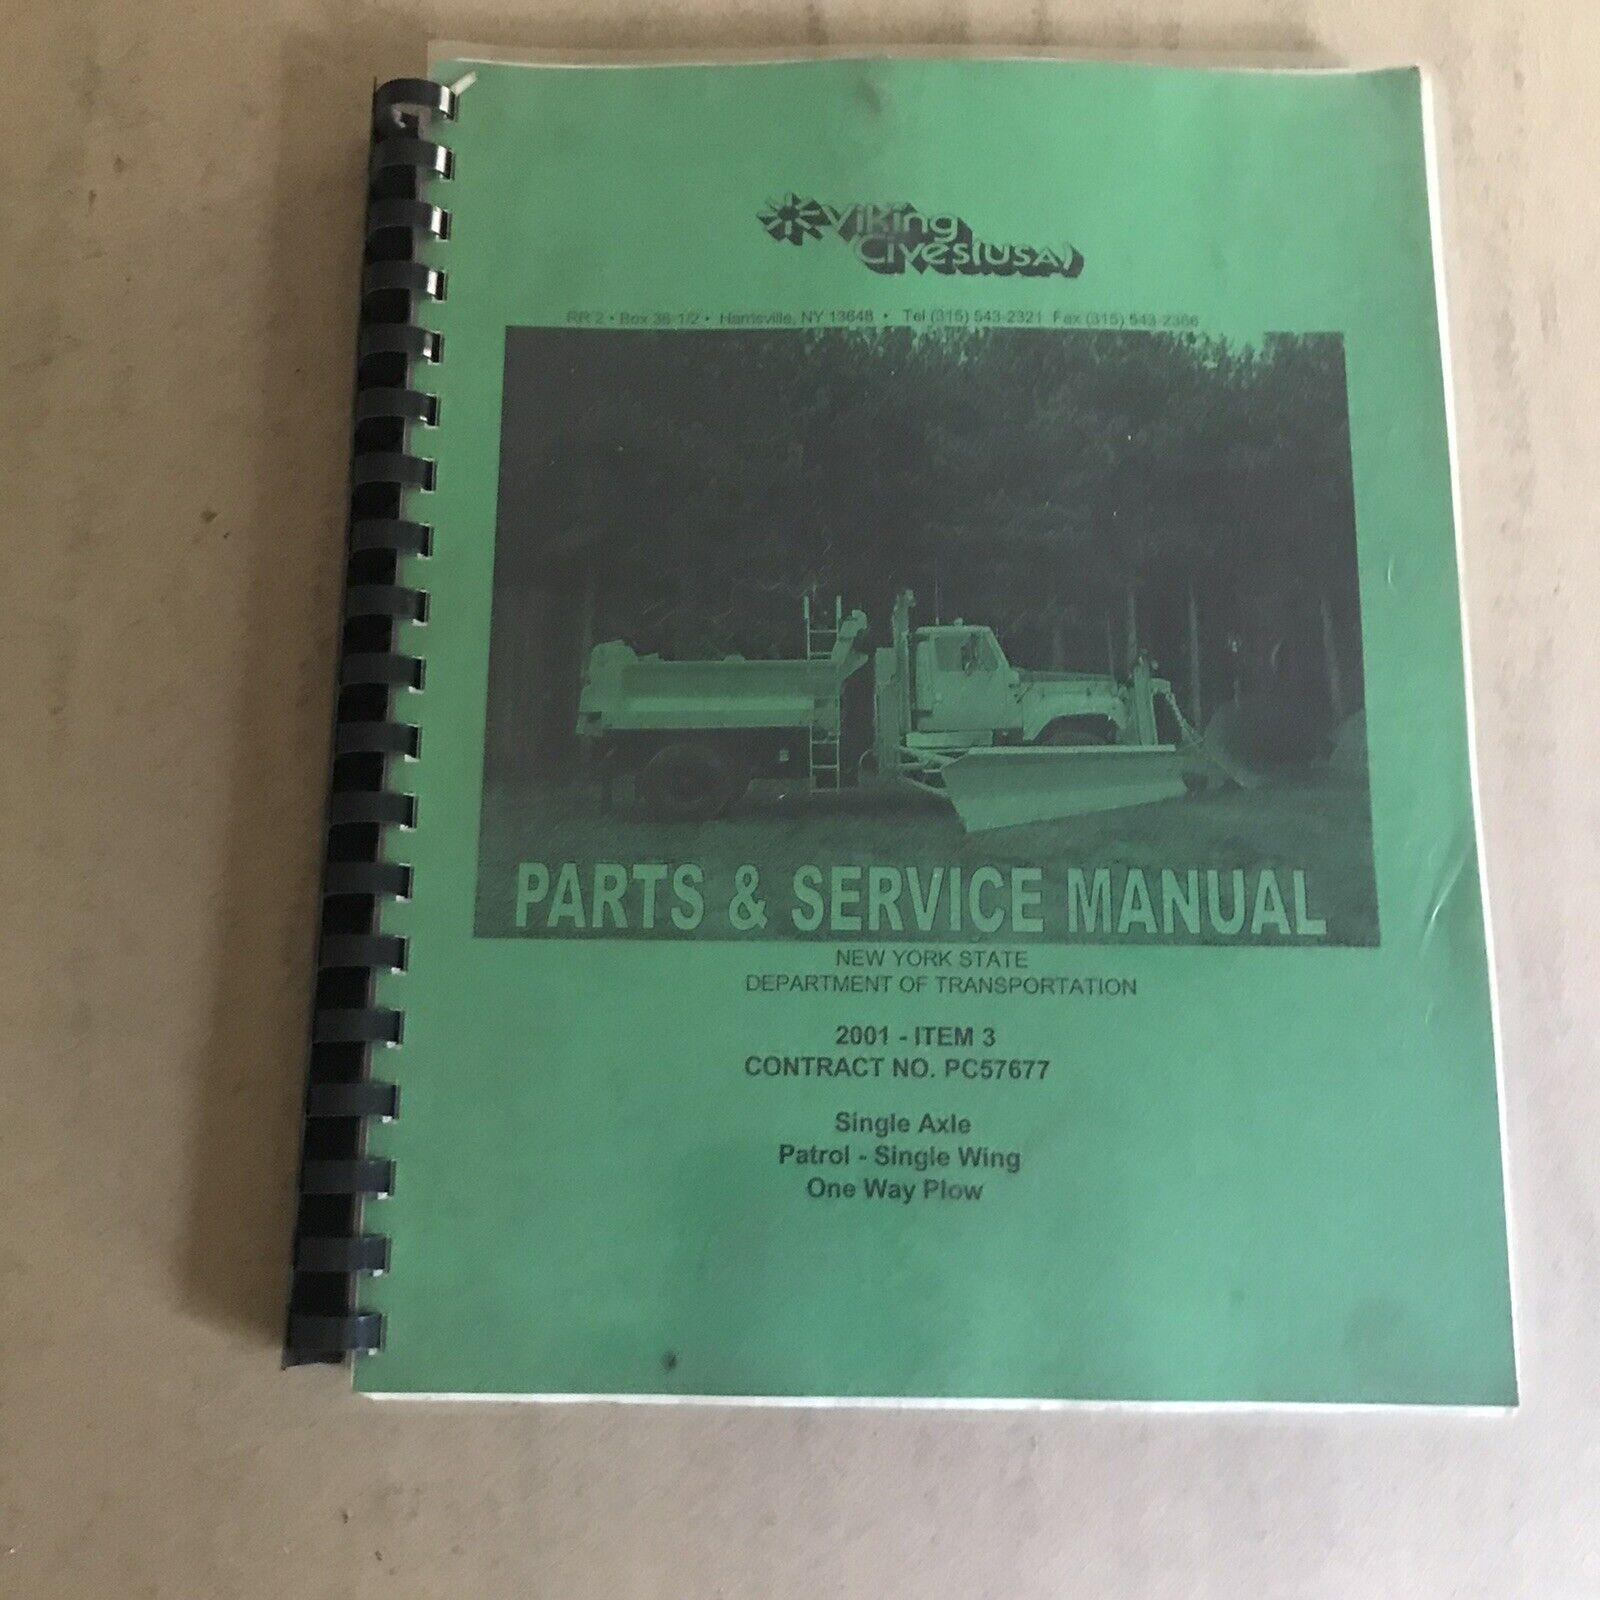 Viking
Cives (USA)
RR 2 • Box 36-1/2 • Harrisville, NY 13648 • Tel (315) 543-2321 Fax (315) 543-2366
PARTS & SERVICE MANUAL
NEW YORK STATE
DEPARTMENT OF TRANSPORTATION
2001 - ITEM 3
CONTRACT NO. PC57677
Single Axle
Patrol - Single Wing
One Way Plow